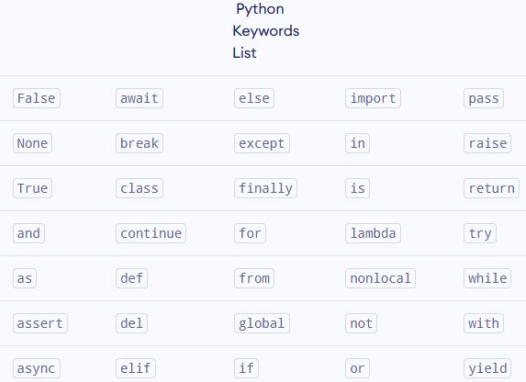 Python
Keywords
List
False await else import pass
None break except in raise
True class finally is return
and continue for lambda try
as def from nonlocal while
assert del global not with
async elif if or yield